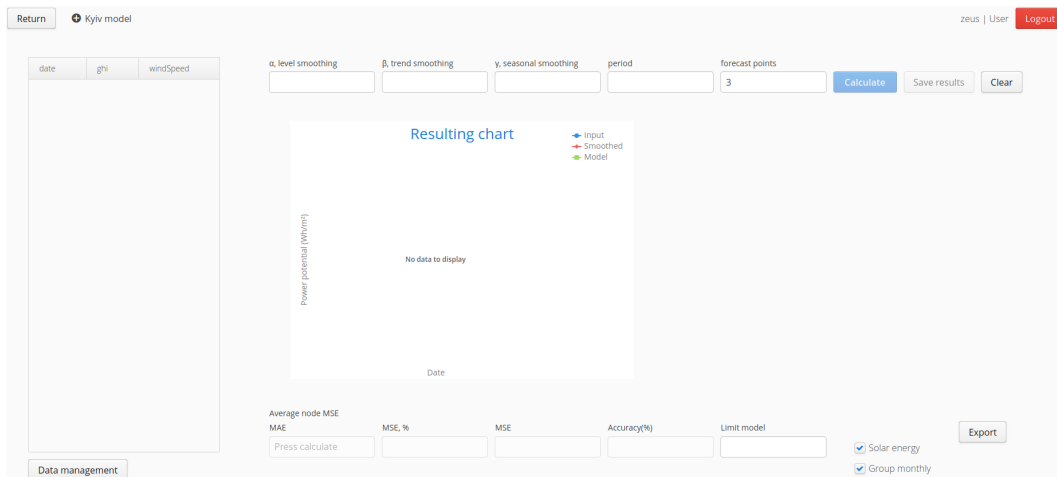 Return
Kyiv model
zeus | User
Logout
date ghi windSpeed
α, level smoothing β, trend smoothing γ, seasonal smoothing period forecast points
3
Calculate
Save results
Clear
Resulting chart
Input
Smoothed
Model
Power potential (Wh/m²)
No data to display
Date
Average node MSE
MAE MSE, % MSE Accuracy(%) Limit model
Press calculate
Export
Solar energy
Group monthly
Data management